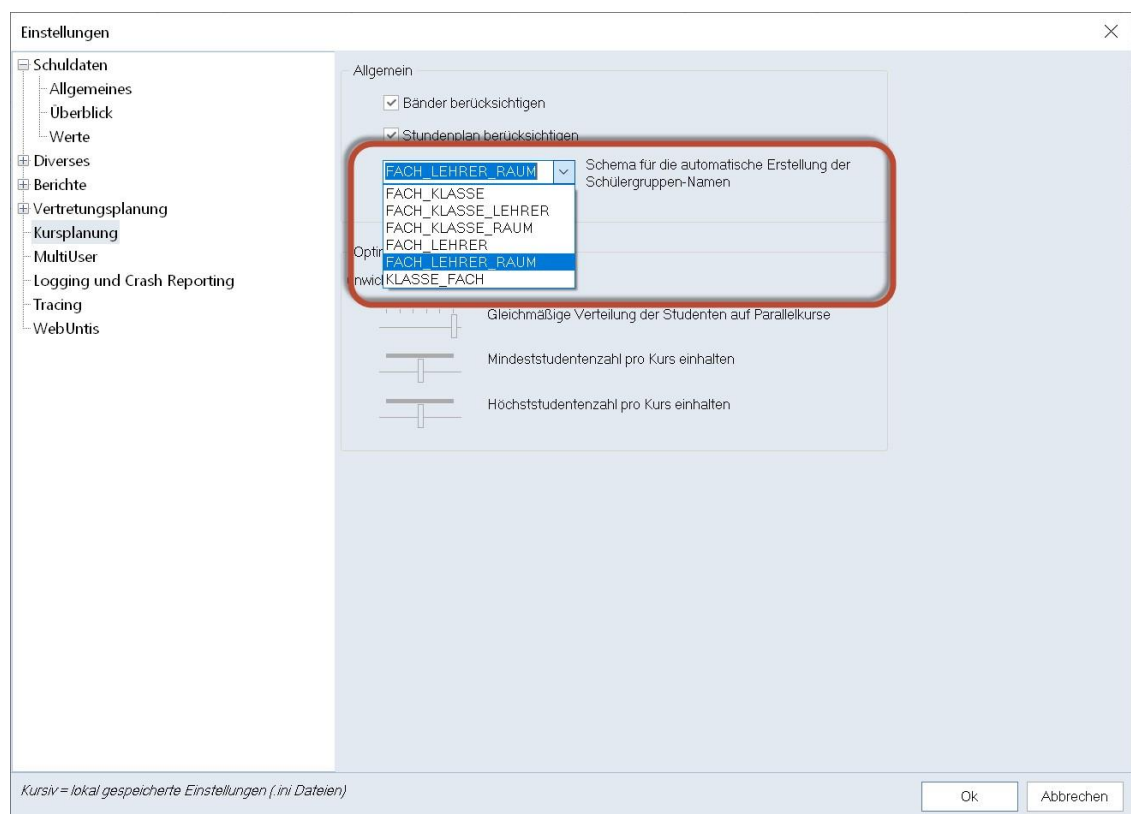 Einstellungen
Schuldaten
Allgemeines
Überblick
Werte
Diverses
Berichte
Vertretungsplanung
Kursplanung
MultiUser
Logging und Crash Reporting
Tracing
WebUntis
Allgemein
Bänder berücksichtigen
Stundenplan berücksichtigen
FACH_LEHRER_RAUM
Schema für die automatische Erstellung der
Schülergruppen-Namen
FACH_KLASSE
FACH_KLASSE_LEHRER
FACH_KLASSE_RAUM
FACH_LEHRER
FACH_LEHRER_RAUM
KLASSE_FACH
Gleichmäßige Verteilung der Studenten auf Parallelkurse
Mindeststudentenzahl pro Kurs einhalten
Höchststudentenzahl pro Kurs einhalten
Kursiv = lokal gespeicherte Einstellungen (.ini Dateien)
Ok
Abbrechen